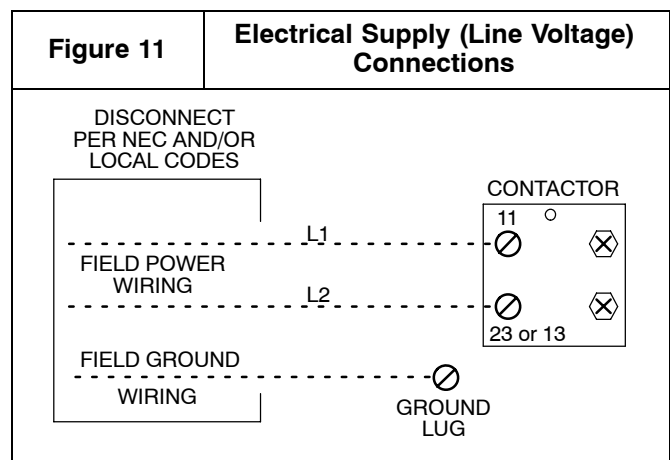 Figure 11
Electrical Supply (Line Voltage)
Connections
DISCONNECT
PER NEC AND/OR
LOCAL CODES
CONTACTOR
11
L1
FIELD POWER
WIRING
L2
23 or 13
FIELD GROUND
WIRING
GROUND
LUG